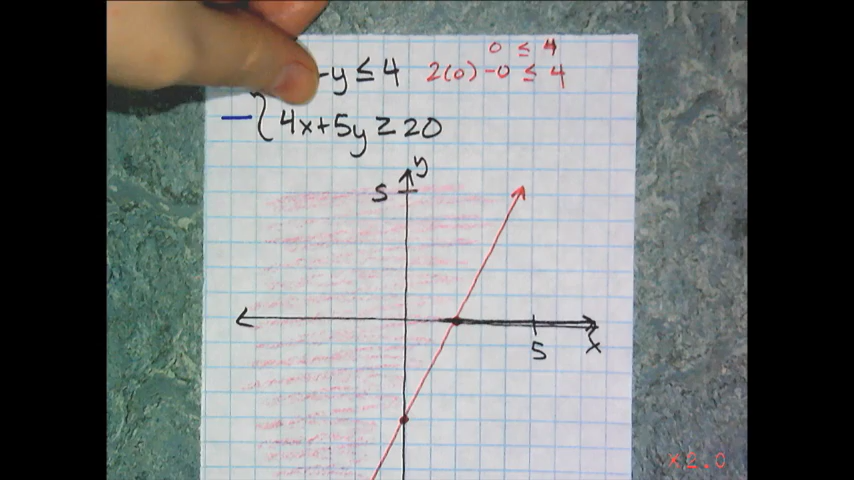 0 ≤ 4
-y ≤ 4 2(0) -0 ≤ 4
4x+5y ≥ 20
y
5
5
x
×2.0